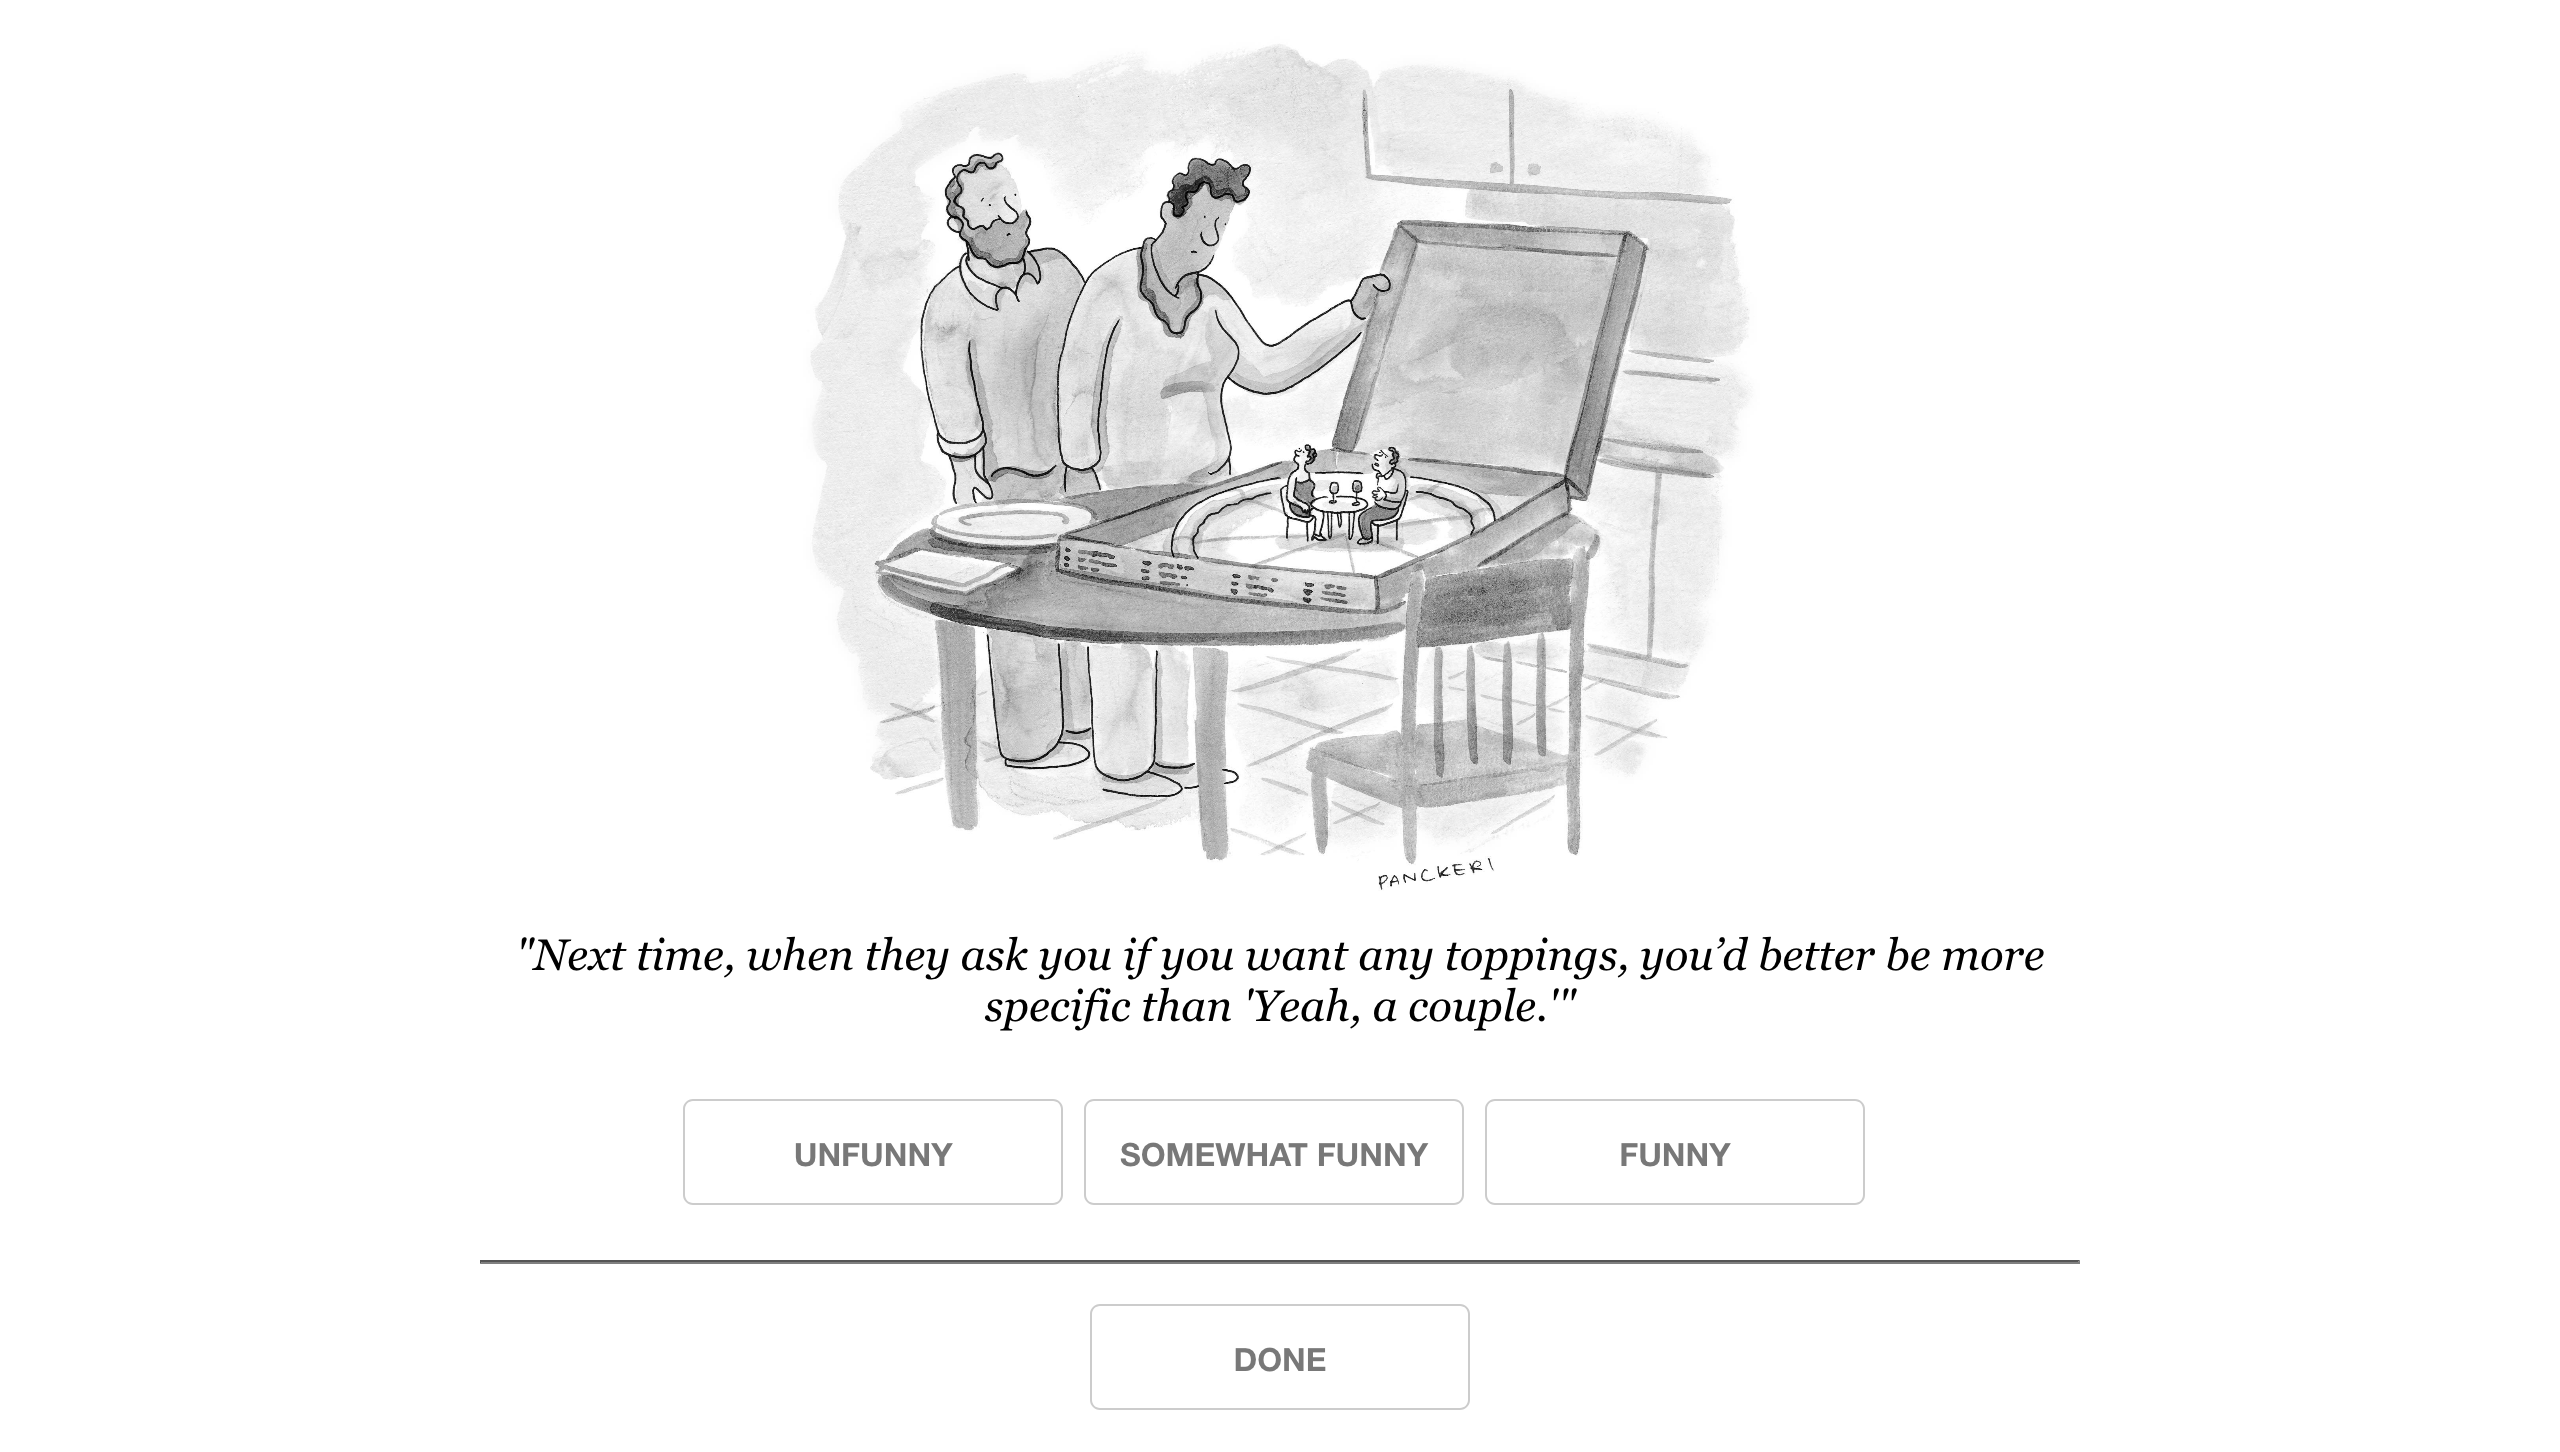 PANCKERI
"Next time, when they ask you if you want any toppings, you’d better be more
specific than 'Yeah, a couple.'"
UNFUNNY
SOMEWHAT FUNNY
FUNNY
DONE